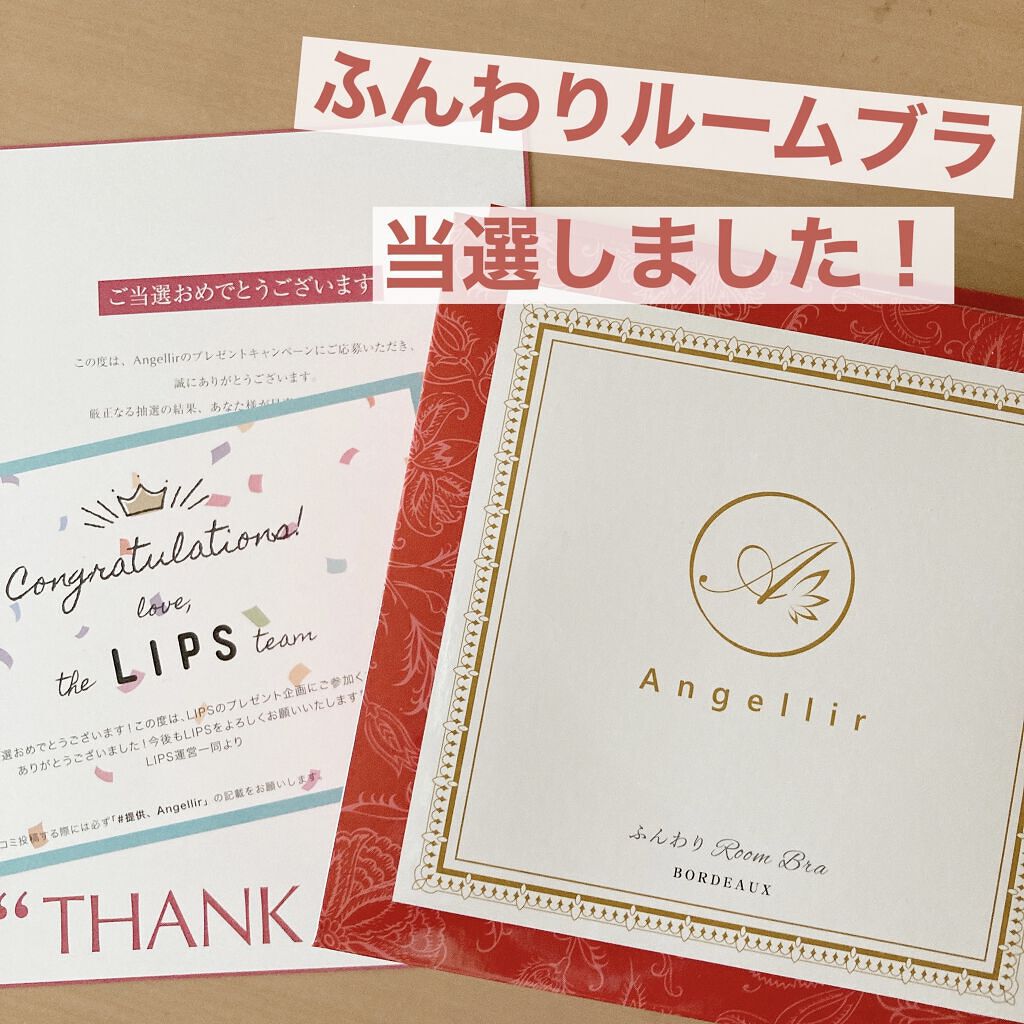 ふんわりルームブラ
当選しました！
ご当選おめでとうございます
この度は、Angellirのプレゼントキャンペーンにご応募いただき、
誠にありがとうございます。
厳正なる抽選の結果、あなた様が
Congratulations!
love,
the LIPS team
選おめでとうございます！この度は、LIPSのプレゼント企画にご参加く
ありがとうございました！今後もLIPSをよろしくお願いいたします
LIPS運営一同より
コミ投稿する際には必ず「#提供、Angellir」の記載をお願いします。
“THANK
A
Angellir
ふんわり Room Bra
BORDEAUX